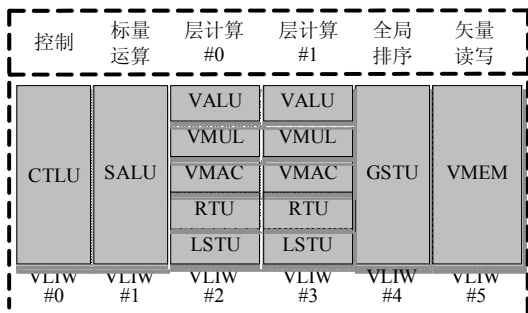 控制 标量 层计算 层计算 全局 矢量
运算 #0 #1 排序 读写
VALU VALU
VMUL VMUL
CTLU SALU VMAC VMAC GSTU VMEM
RTU RTU
LSTU LSTU
VLIW VLIW VLIW VLIW VLIW VLIW
#0 #1 #2 #3 #4 #5